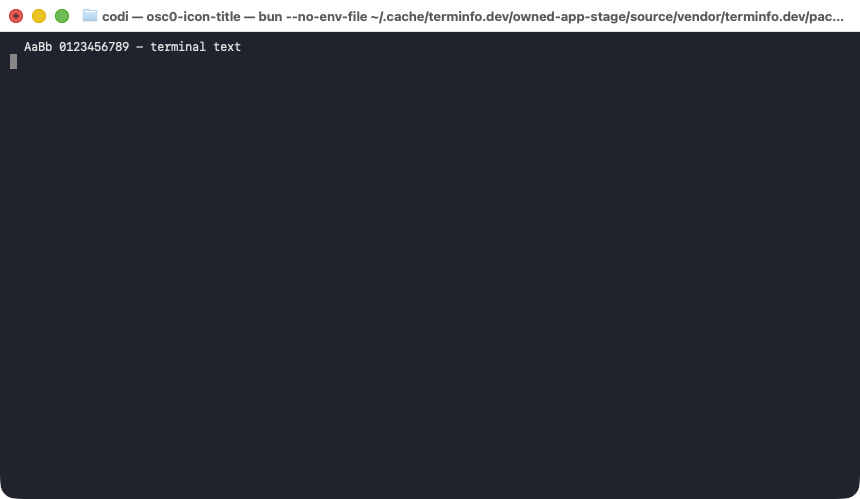 codi — osc0-icon-title — bun --no-env-file ~/.cache/terminfo.dev/owned-app-stage/source/vendor/terminfo.dev/pac...
AaBb 0123456789 — terminal text